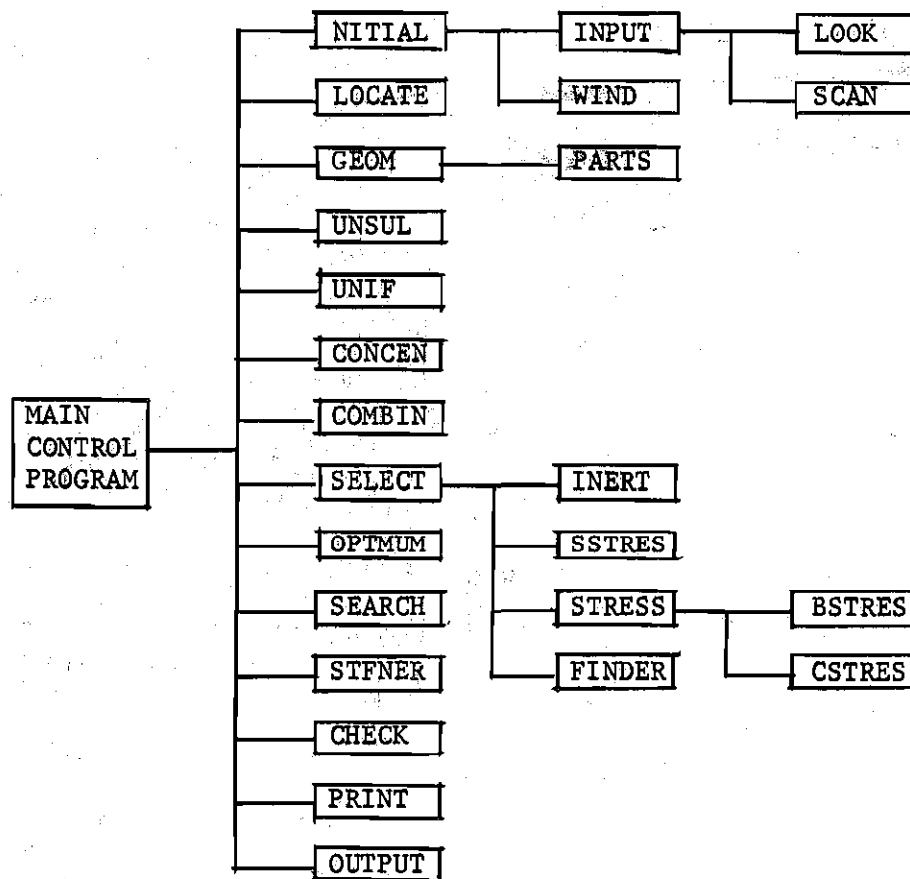 NITIAL
INPUT
LOOK
LOCATE
WIND
SCAN
GEOM
PARTS
UNSUL
UNIF
CONCEN
MAIN
CONTROL
PROGRAM
COMBIN
SELECT
INERT
OPTMUM
SSTRES
SEARCH
STRESS
BSTRES
STFNER
FINDER
CSTRES
CHECK
PRINT
OUTPUT